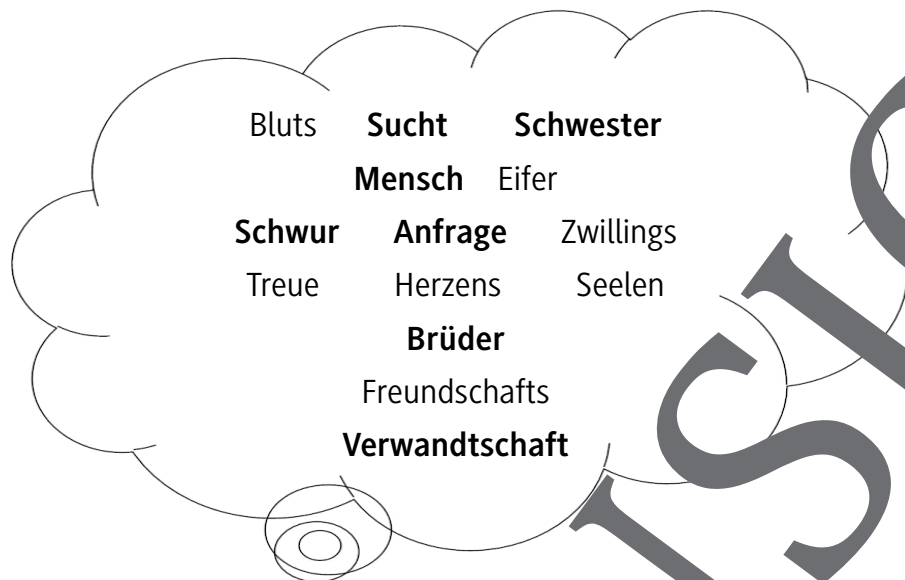 Bluts Sucht Schwester
Mensch Eifer
Schwur Anfrage Zwillings
Treue Herzens Seelen
Brüder
Freundschafts
Verwandtschaft